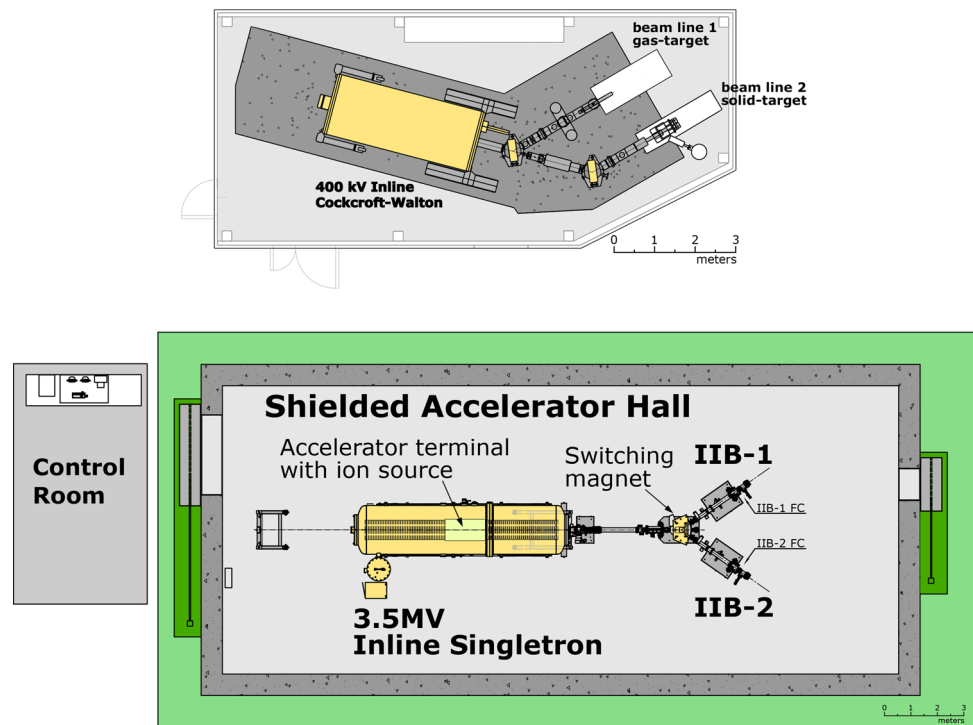 beam line 1
gas-target
beam line 2
solid-target
400 kV Inline
Cockcroft-Walton
0 1 2 3
meters
Shielded Accelerator Hall
Accelerator terminal
with ion source
Switching
magnet
IIB-1
IIB-1 FC
IIB-2 FC
IIB-2
Control
Room
3.5MV
Inline Singletron
0 1 2 3
meters